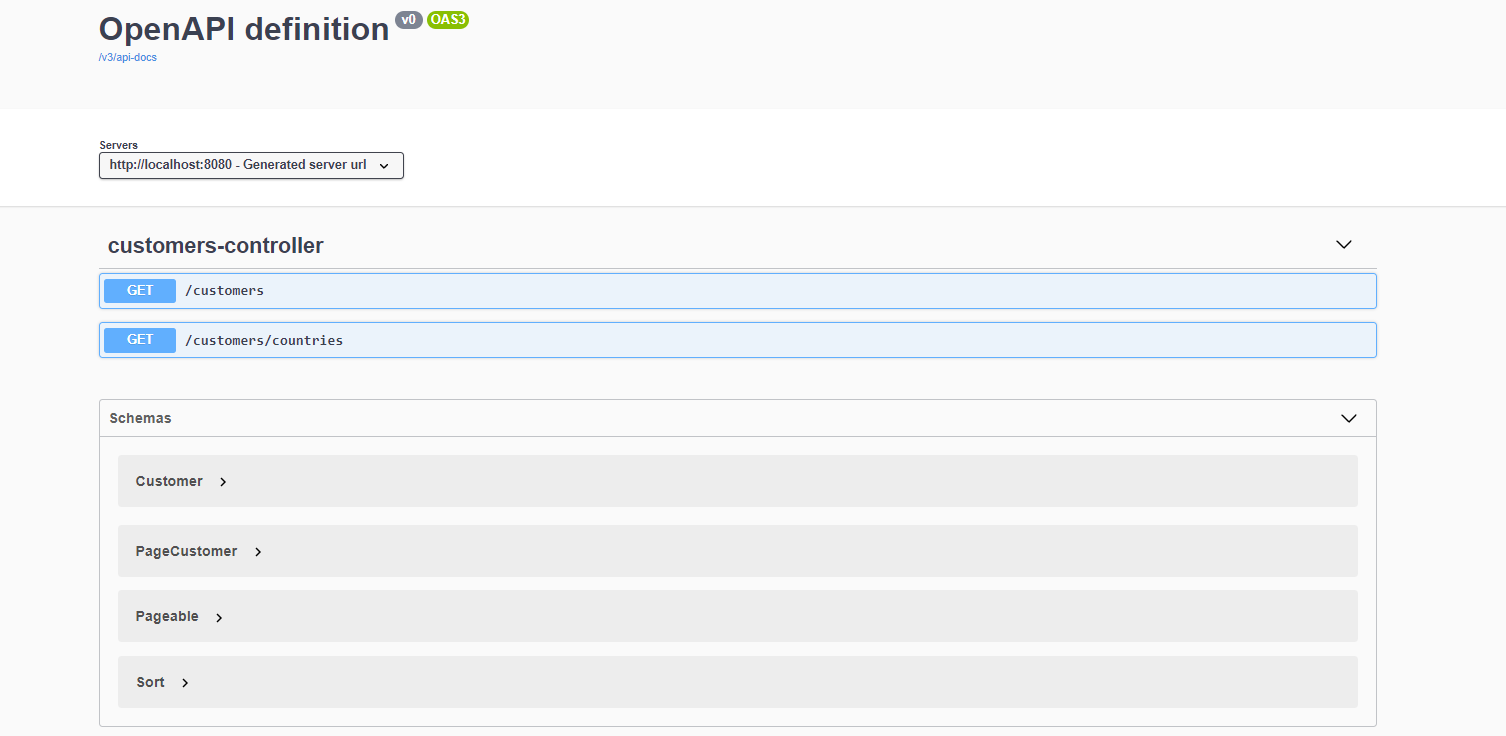 OpenAPI definition v0 OAS3
/v3/api-docs
Servers
http://localhost:8080 - Generated server url
customers-controller
GET /customers
GET /customers/countries
Schemas
Customer
PageCustomer
Pageable
Sort